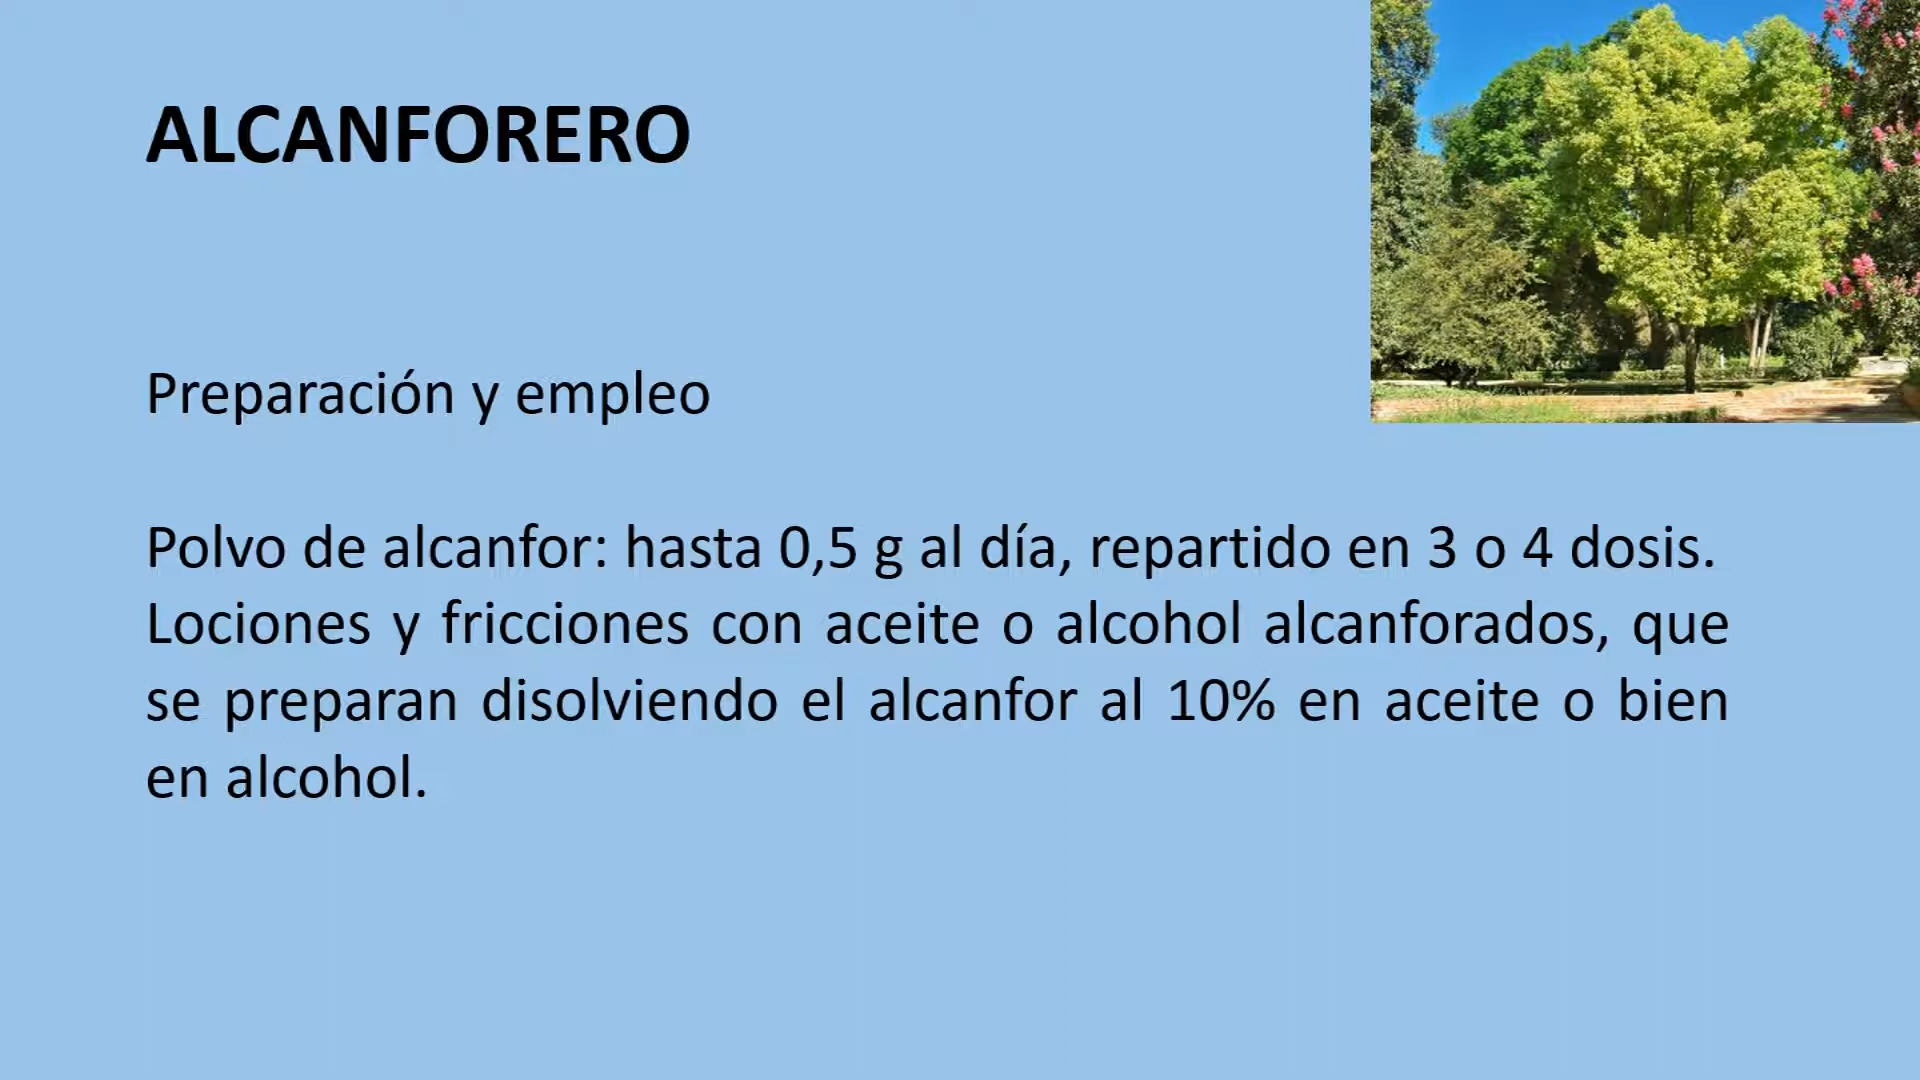 ALCANFORERO
Preparación y empleo
Polvo de alcanfor: hasta 0,5 g al día, repartido en 3 o 4 dosis.
Lociones y fricciones con aceite o alcohol alcanforados, que
se preparan disolviendo el alcanfor al 10% en aceite o bien
en alcohol.